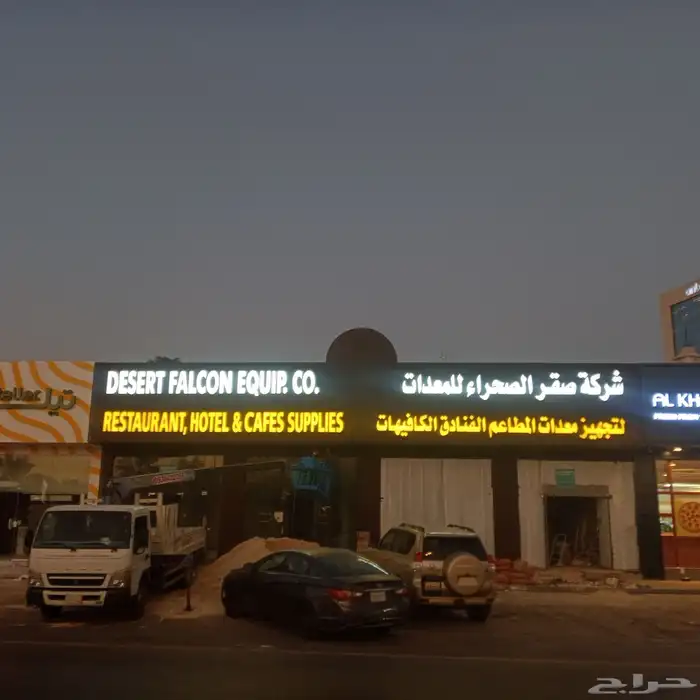 DESERT FALCON EQUIP. CO.
شركة صقر الصحراء للمعدات
RESTAURANT, HOTEL & CAFES SUPPLIES
لتجهيز معدات المطاعم الفنادق الكافيهات
AL KH
حراج